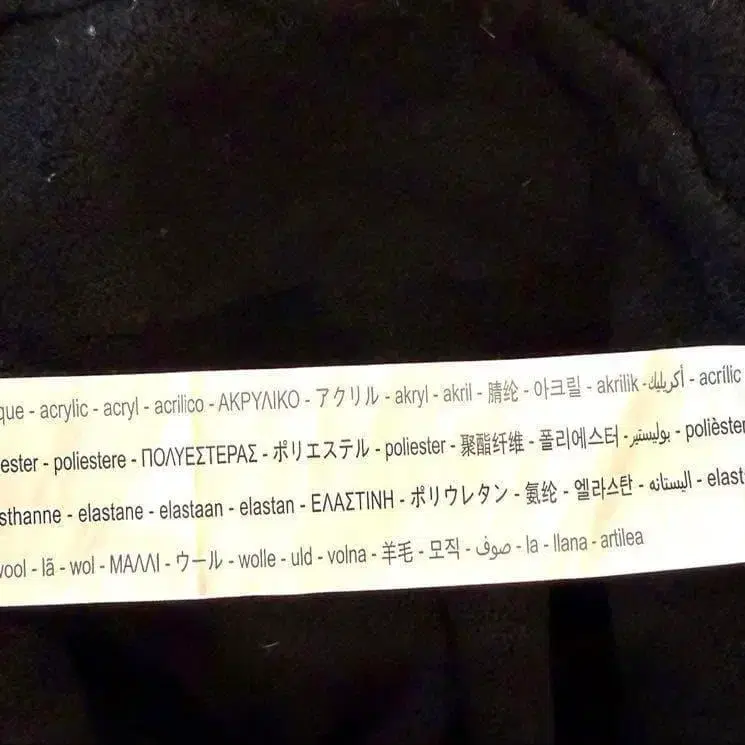 que - acrylic - acryl - acrilico - ΑΚΡΥΛΙΚΟ - アクリル - akryl - akril - 腈纶 - 아크릴 - akrilik - أكريليك - acrílic
ester - poliestere - ΠΟΛΥΕΣΤΕΡΑΣ - ポリエステル - poliester - 聚酯纤维 - 폴리에스터 - بوليستير - polièster
sthanne - elastane - elastaan - elastan - ΕΛΑΣΤΙΝΗ - ポリウレタン - 氨纶 - 엘라스탄 - اليستانه - elast
wool - lã - wol - ΜΑΛΛΙ - ウール - wolle - uld - volna - 羊毛 - 모직 - صوف - la - llana - artilea